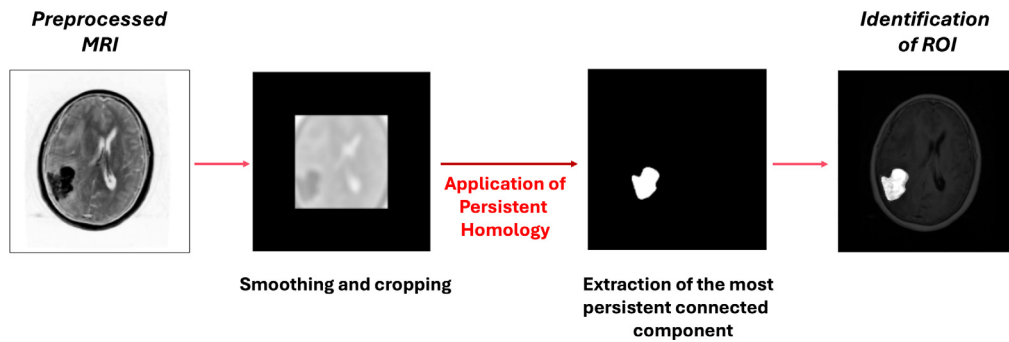 Preprocessed
MRI
Identification
of ROI
Application of
Persistent
Homology
Smoothing and cropping
Extraction of the most
persistent connected
component